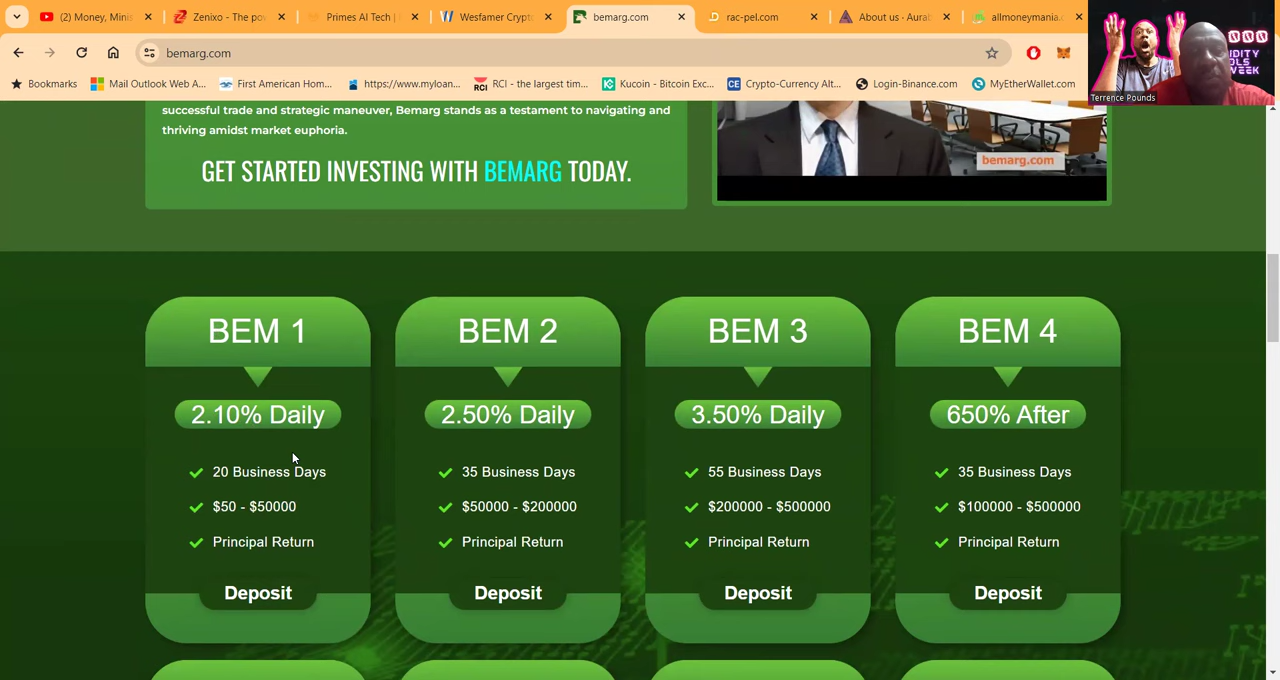 (2) Money, Minis
Zenixo - The pov
Primes AI Tech |
Wesfamer Crypto
bemarg.com
rac-pel.com
About us · Aural
allmoneymania.c
bemarg.com
Bookmarks
Mail Outlook Web A...
First American Hom...
https://www.myloan...
RCI - the largest tim...
Kucoin - Bitcoin Exc...
Crypto-Currency Alt...
Login-Binance.com
MyEtherWallet.com
Terrence Pounds
successful trade and strategic maneuver, Bemarg stands as a testament to navigating and
thriving amidst market euphoria.
GET STARTED INVESTING WITH BEMARG TODAY.
bemarg.com
BEM 1
2.10% Daily
20 Business Days
$50 - $50000
Principal Return
Deposit
BEM 2
2.50% Daily
35 Business Days
$50000 - $200000
Principal Return
Deposit
BEM 3
3.50% Daily
55 Business Days
$200000 - $500000
Principal Return
Deposit
BEM 4
650% After
35 Business Days
$100000 - $500000
Principal Return
Deposit